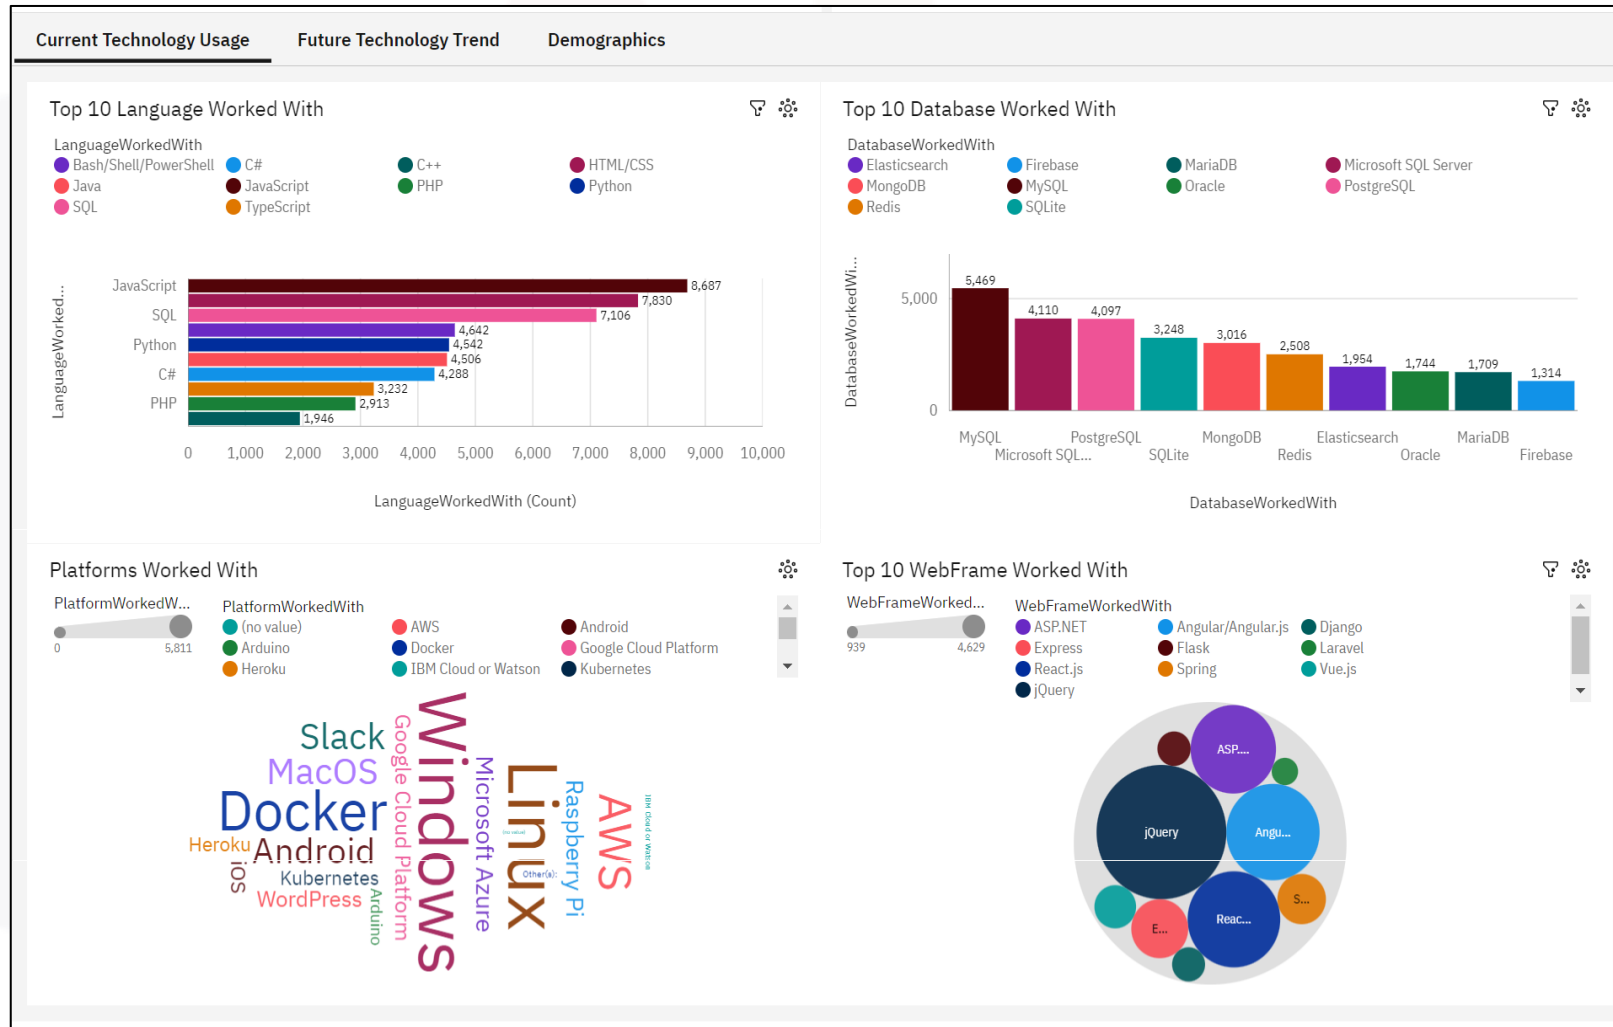 Current Technology Usage Future Technology Trend Demographics
Top 10 Language Worked With
LanguageWorkedWith
Bash/Shell/PowerShell C# C++ HTML/CSS
Java JavaScript PHP Python
SQL TypeScript
LanguageWorked...
JavaScript 8,687
7,830
SQL 7,106
4,642
Python 4,542
4,506
C# 4,288
3,232
PHP 2,913
1,946
0 1,000 2,000 3,000 4,000 5,000 6,000 7,000 8,000 9,000 10,000
LanguageWorkedWith (Count)
Top 10 Database Worked With
DatabaseWorkedWith
Elasticsearch Firebase MariaDB Microsoft SQL Server
MongoDB MySQL Oracle PostgreSQL
Redis SQLite
DatabaseWorkedWi...
5,000
0
5,469 4,110 4,097 3,248 3,016 2,508 1,954 1,744 1,709 1,314
MySQL PostgreSQL MongoDB Elasticsearch MariaDB
Microsoft SQL... SQLite Redis Oracle Firebase
DatabaseWorkedWith
Platforms Worked With
PlatformWorkedW...
0 5,811
PlatformWorkedWith
(no value) AWS Android
Arduino Docker Google Cloud Platform
Heroku IBM Cloud or Watson Kubernetes
Slack
MacOS
Docker
Heroku
Android
iOS
Kubernetes
WordPress
Arduino
Google Cloud Platform
Windows
Microsoft Azure
Linux
(no value)
Other(s):
Raspberry Pi
AWS
IBM Cloud or Watson
Top 10 WebFrame Worked With
WebFrameWorked...
939 4,629
WebFrameWorkedWith
ASP.NET Angular/Angular.js Django
Express Flask Laravel
React.js Spring Vue.js
jQuery
ASP....
jQuery
Angu...
S...
Reac...
E...